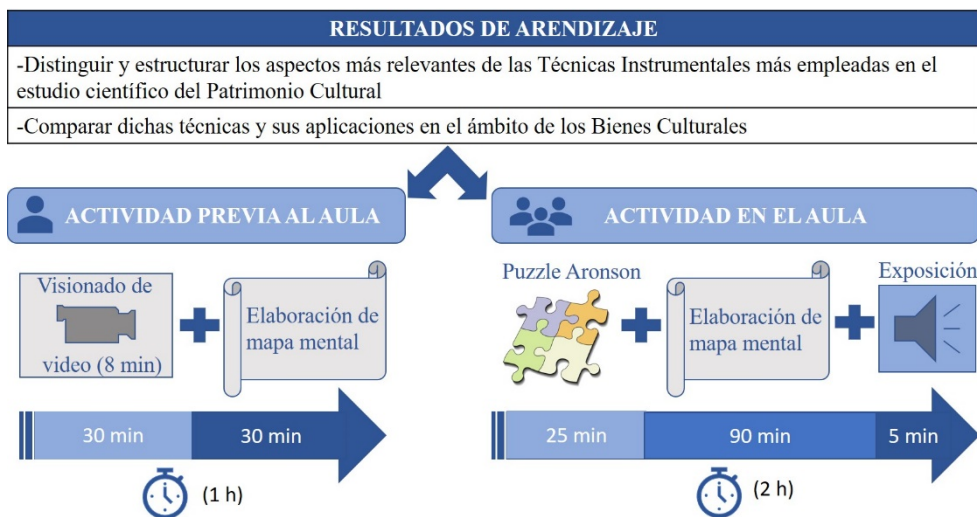 RESULTADOS DE ARENDIZAJE
-Distinguir y estructurar los aspectos más relevantes de las Técnicas Instrumentales más empleadas en el
estudio científico del Patrimonio Cultural
-Comparar dichas técnicas y sus aplicaciones en el ámbito de los Bienes Culturales
ACTIVIDAD PREVIA AL AULA
Visionado de
video (8 min)
Elaboración de
mapa mental
30 min
30 min
(1 h)
ACTIVIDAD EN EL AULA
Puzzle Aronson
Elaboración de
mapa mental
Exposición
25 min
90 min
5 min
(2 h)